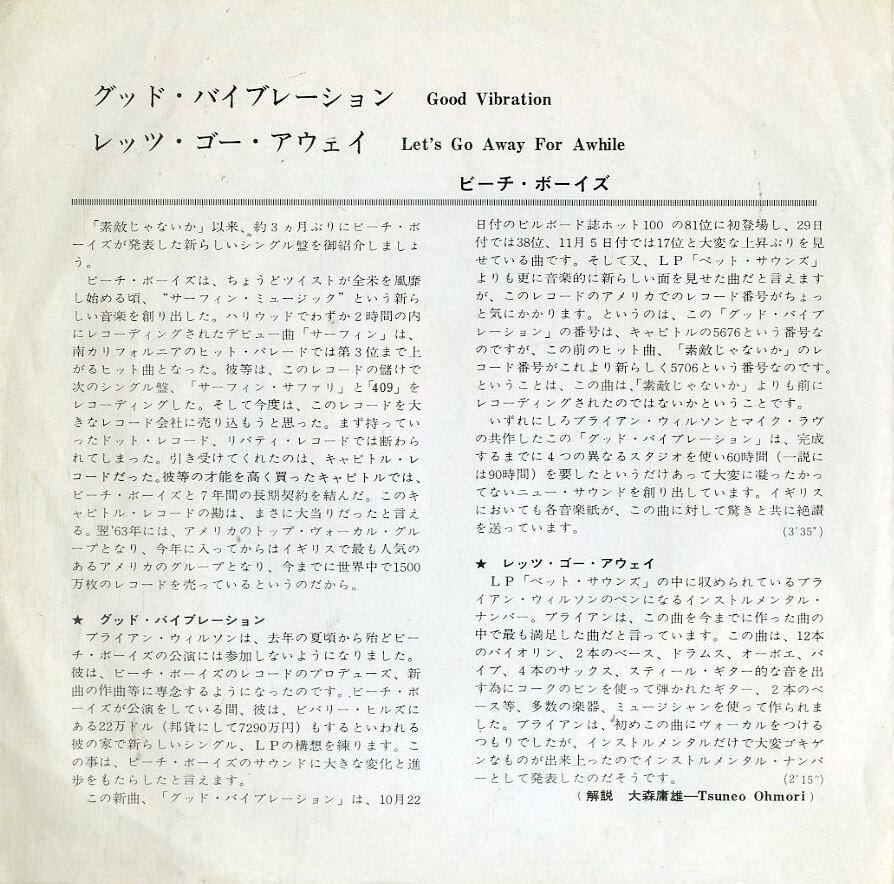 グッド・バイブレーション Good Vibration
レッツ・ゴー・アウェイ Let's Go Away For Awhile
ビーチ・ボーイズ
「素敵じゃないか」以来、約3ヵ月ぶりにビーチ・ボ
ーイズが発表した新らしいシングル盤を御紹介しましょ
う。
ビーチ・ボーイズは、ちょうどツイストが全米を風靡
し始める頃、“サーフィン・ミュージック”という新ら
しい音楽を創り出した。ハリウッドでわずか2時間の内
にレコーディングされたデビュー曲「サーフィン」は、
南カリフォルニアのヒット・パレードでは第3位まで上
がるヒット曲となった。彼等は、このレコードの儲けで
次のシングル盤、「サーフィン・サファリ」と「409」を
レコーディングした。そして今度は、このレコードを大
きなレコード会社に売り込もうと思った。まず持ってい
ったドット・レコード、リバティ・レコードでは断わら
れてしまった。引き受けてくれたのは、キャピトル・レ
コードだった。彼等の才能を高く買ったキャピトルでは、
ビーチ・ボーイズと7年間の長期契約を結んだ。このキ
ャピトル・レコードの勘は、まさに大当りだったと言え
る。翌'63年には、アメリカのトップ・ヴォーカル・グル
ープとなり、今年に入ってからはイギリスで最も人気の
あるアメリカのグループとなり、今までに世界中で1500
万枚のレコードを売っているというのだから。
★ グッド・バイブレーション
ブライアン・ウィルソンは、去年の夏頃から殆どビー
チ・ボーイズの公演には参加しないようになりました。
彼は、ビーチ・ボーイズのレコードのプロデュース、新
曲の作曲等に専念するようになったのです。ビーチ・ボ
ーイズが公演をしている間、彼は、ビバリー・ヒルズに
ある22万ドル（邦貨にして7290万円）もするといわれる
彼の家で新らしいシングル、LPの構想を練ります。こ
の事は、ビーチ・ボーイズのサウンドに大きな変化と進
歩をもたらしたと言えます。
この新曲、「グッド・バイブレーション」は、10月22
日付のビルボード誌ホット100 の81位に初登場し、29日
付では38位、11月5日付では17位と大変な上昇ぶりを見
せている曲です。そして又、LP「ペット・サウンズ」
よりも更に音楽的に新らしい面を見せた曲だと言えます
が、このレコードのアメリカでのレコード番号がちょっ
と気にかかります。というのは、この「グッド・バイブ
レーション」の番号は、キャピトルの5676という番号な
のですが、この前のヒット曲、「素敵じゃないか」のレ
コード番号がこれより新らしく5706という番号なのです。
ということは、この曲は、「素敵じゃないか」よりも前に
レコーディングされたのではないかということです。
いずれにしろブライアン・ウィルソンとマイク・ラヴ
の共作したこの「グッド・バイブレーション」は、完成
するまでに4つの異なるスタジオを使い60時間（一説に
は90時間）を要したというだけあって大変に凝ったかっ
てないニュー・サウンドを創り出しています。イギリス
においても各音楽紙が、この曲に対して驚きと共に絶讃
を送っています。 (3'35")
★ レッツ・ゴー・アウェイ
LP「ペット・サウンズ」の中に収められているブラ
イアン・ウィルソンのペンになるインストルメンタル・
ナンバー。ブライアンは、この曲を今までに作った曲の
中で最も満足した曲だと言っています。この曲は、12本
のバイオリン、2本のベース、ドラムス、オーボエ、バ
イブ、4本のサックス、スティール・ギター的な音を出
す為にコークのビンを使って弾かれたギター、2本のベ
ース等、多数の楽器、ミュージシャンを使って作られま
した。ブライアンは、初めこの曲にヴォーカルをつける
つもりでしたが、インストルメンタルだけで大変ゴキゲ
ンなものが出来上ったのでインストルメンタル・ナンバ
ーとして発表したのだそうです。 (2'15")
（解説 大森庸雄—Tsuneo Ohmori）